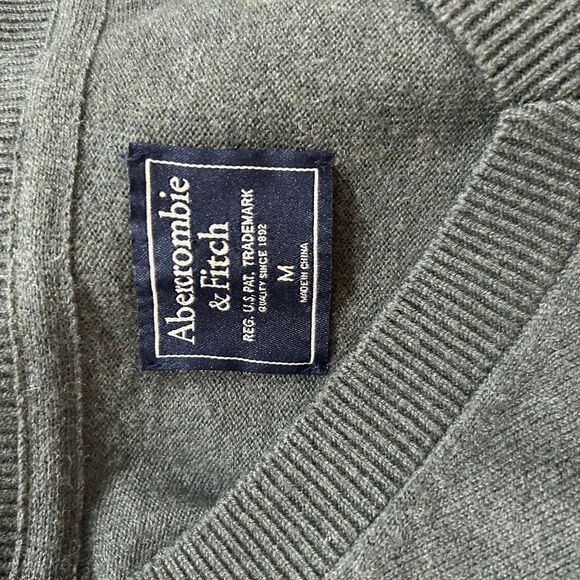 Abercrombie
& Fitch
REG. U.S. PAT. TRADEMARK
QUALITY SINCE 1892
M
MADE IN CHINA